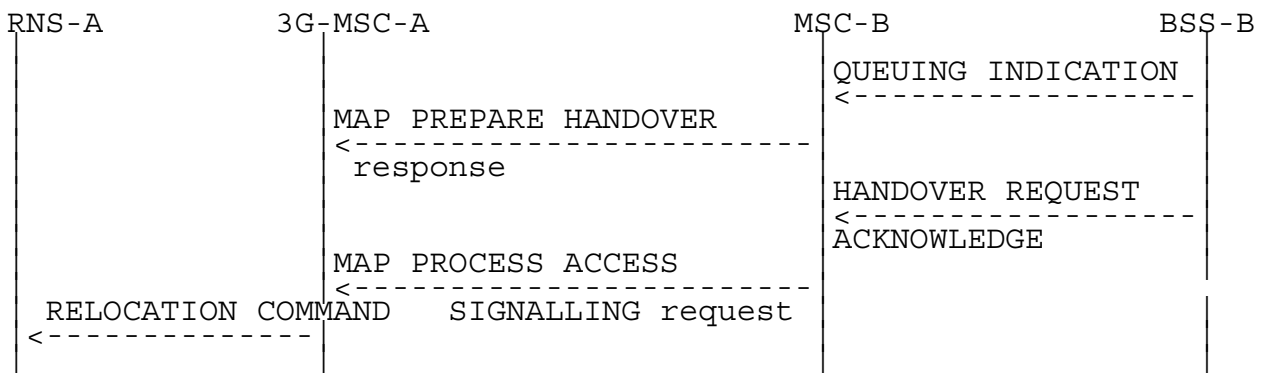 RNS-A 3G-MSC-A MSC-B BSS-B
QUEUING INDICATION
MAP PREPARE HANDOVER
response
HANDOVER REQUEST
ACKNOWLEDGE
MAP PROCESS ACCESS
RELOCATION COMMAND SIGNALLING request